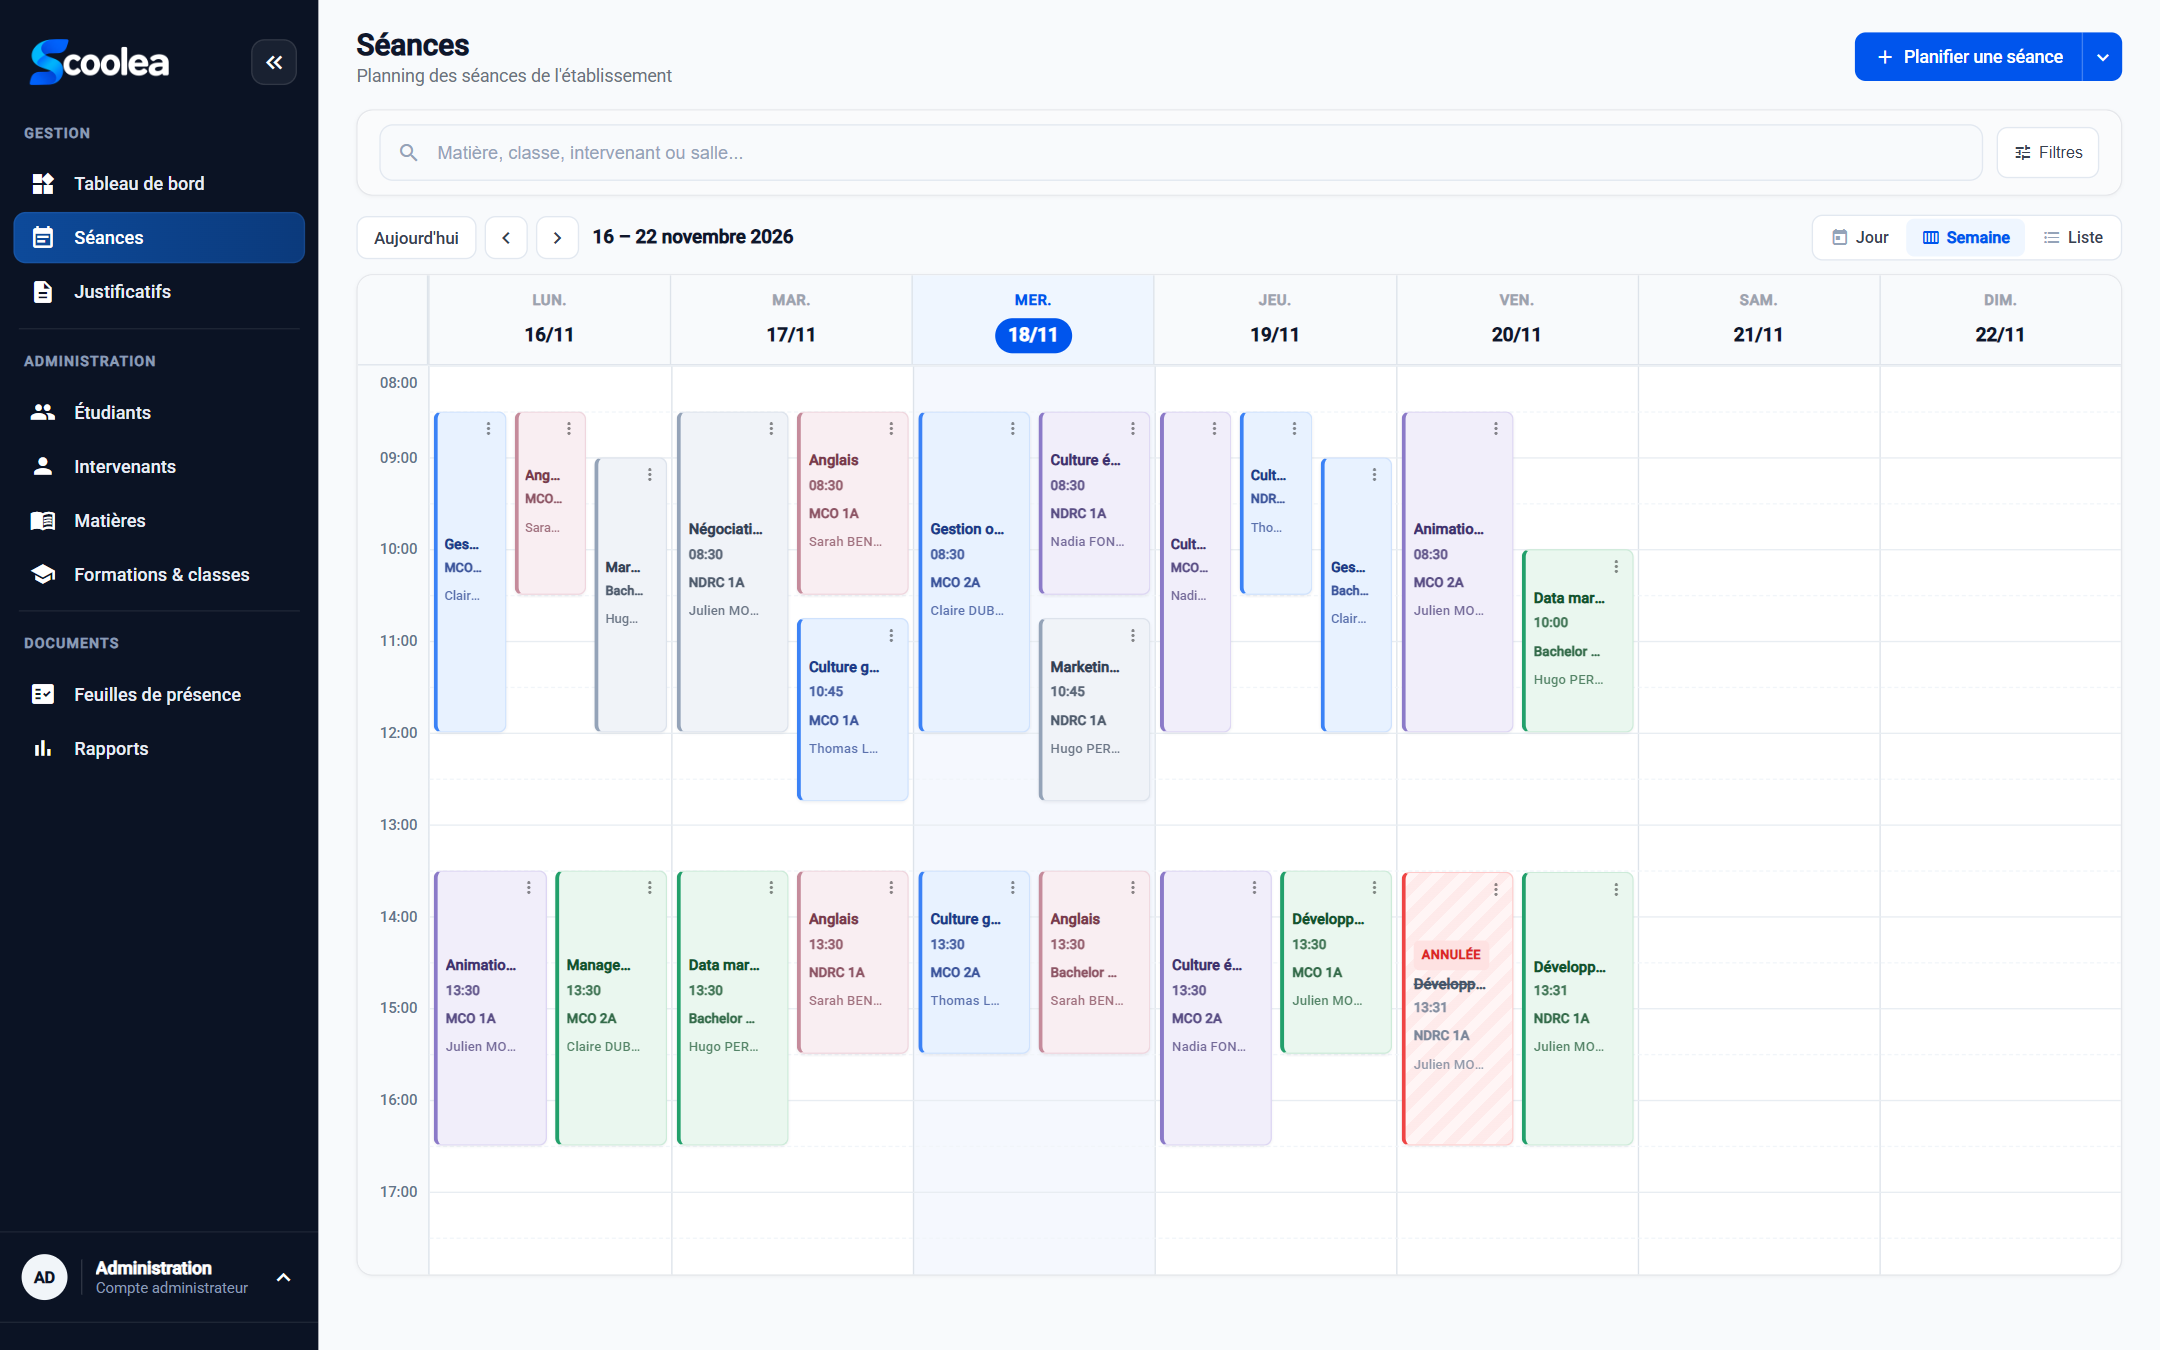 Scoolea
GESTION
Tableau de bord
Séances
Justificatifs
ADMINISTRATION
Étudiants
Intervenants
Matières
Formations & classes
DOCUMENTS
Feuilles de présence
Rapports
AD
Administration
Compte administrateur
Séances
Planning des séances de l'établissement
Planifier une séance
Matière, classe, intervenant ou salle...
Filtres
Aujourd'hui
16 – 22 novembre 2026
Jour
Semaine
Liste
LUN.
16/11
MAR.
17/11
MER.
18/11
JEU.
19/11
VEN.
20/11
SAM.
21/11
DIM.
22/11
08:00
09:00
10:00
11:00
12:00
13:00
14:00
15:00
16:00
17:00
Ges...
MCO...
Clair...
Ang...
MCO...
Sara...
Mar...
Bach...
Hug...
Animatio...
13:30
MCO 1A
Julien MO...
Manage...
13:30
MCO 2A
Claire DUB...
Négociati...
08:30
NDRC 1A
Julien MO...
Anglais
08:30
MCO 1A
Sarah BEN...
Culture g...
10:45
MCO 1A
Thomas L...
Data mar...
13:30
Bachelor ...
Hugo PER...
Anglais
13:30
NDRC 1A
Sarah BEN...
Gestion o...
08:30
MCO 2A
Claire DUB...
Culture é...
08:30
NDRC 1A
Nadia FON...
Marketin...
10:45
NDRC 1A
Hugo PER...
Culture g...
13:30
MCO 2A
Thomas L...
Anglais
13:30
Bachelor ...
Sarah BEN...
Cult...
MCO...
Nadi...
Cult...
NDR...
Tho...
Ges...
Bach...
Clair...
Culture é...
13:30
MCO 2A
Nadia FON...
Développ...
13:30
MCO 1A
Julien MO...
Animatio...
08:30
MCO 2A
Julien MO...
Data mar...
10:00
Bachelor ...
Hugo PER...
ANNULÉE
Développ...
13:31
NDRC 1A
Julien MO...
Développ...
13:31
NDRC 1A
Julien MO...